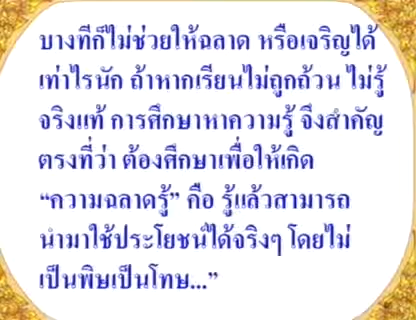 บางทีก็ไม่ช่วยให้ฉลาด หรือเจริญได้
เท่าไรนัก ถ้าหากเรียนไม่ถูกถ้วน ไม่รู้
จริงแท้ การศึกษาหาความรู้ จึงสำคัญ
ตรงที่ว่า ต้องศึกษาเพื่อให้เกิด
“ความฉลาดรู้” คือ รู้แล้วสามารถ
นำมาใช้ประโยชน์ได้จริงๆ โดยไม่
เป็นพิษเป็นโทษ...”